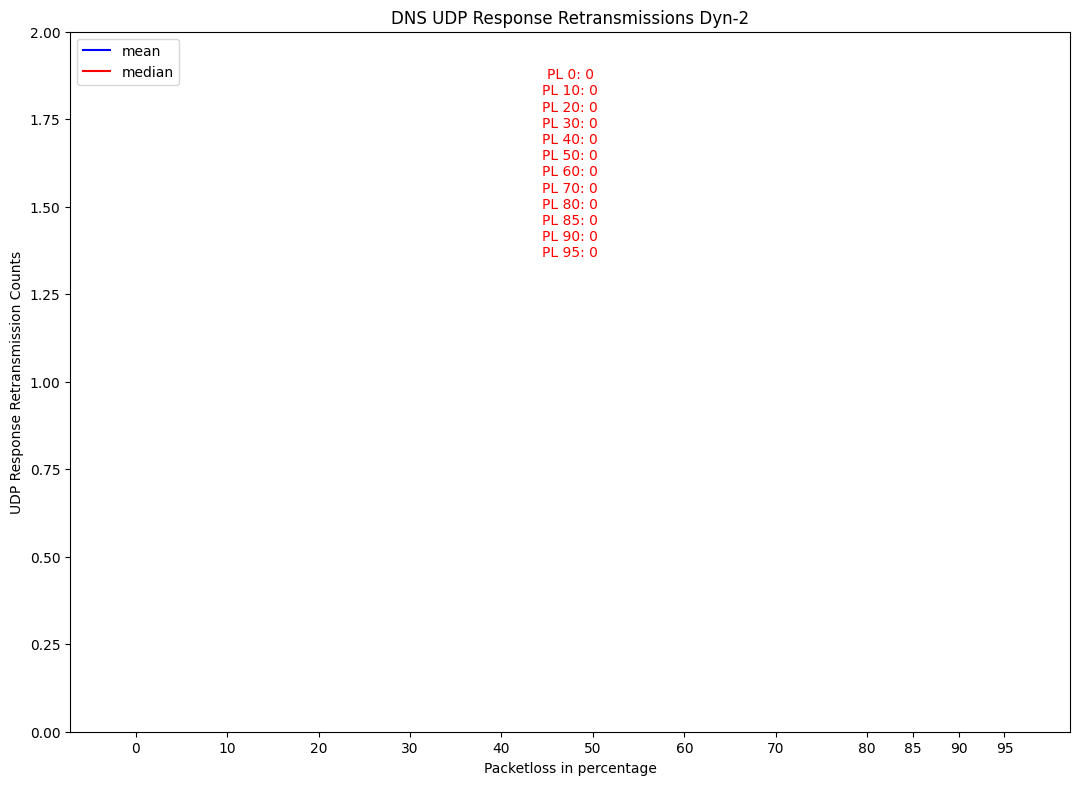 DNS UDP Response Retransmissions Dyn-2
mean
median
PL 0: 0
PL 10: 0
PL 20: 0
PL 30: 0
PL 40: 0
PL 50: 0
PL 60: 0
PL 70: 0
PL 80: 0
PL 85: 0
PL 90: 0
PL 95: 0
UDP Response Retransmission Counts
2.00
1.75
1.50
1.25
1.00
0.75
0.50
0.25
0.00
0 10 20 30 40 50 60 70 80 85 90 95
Packetloss in percentage